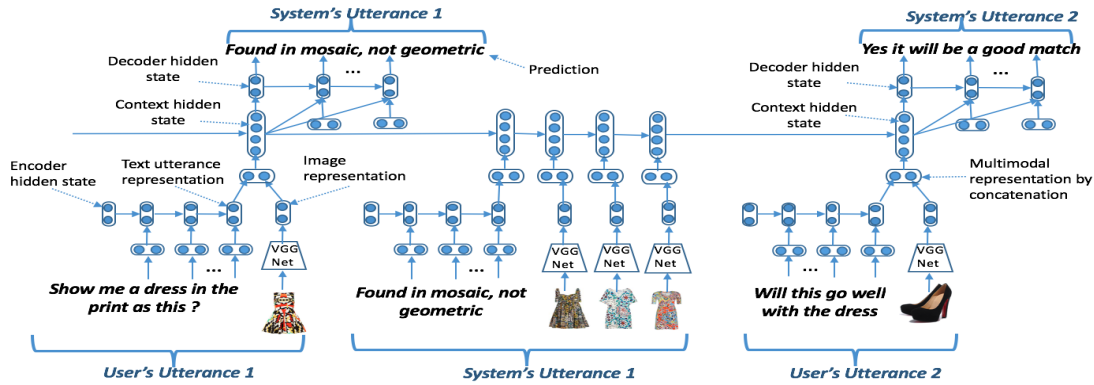 System's Utterance 1
System's Utterance 2
Found in mosaic, not geometric
Yes it will be a good match
Decoder hidden
state
...
Prediction
Decoder hidden
state
...
Context hidden
state
Context hidden
state
Encoder
hidden state
Text utterance
representation
Image
representation
Multimodal
representation by
concatenation
VGG
Net
VGG
Net
VGG
Net
VGG
Net
VGG
Net
...
...
...
Show me a dress in the
print as this ?
Found in mosaic, not
geometric
Will this go well
with the dress
User's Utterance 1
System's Utterance 1
User's Utterance 2